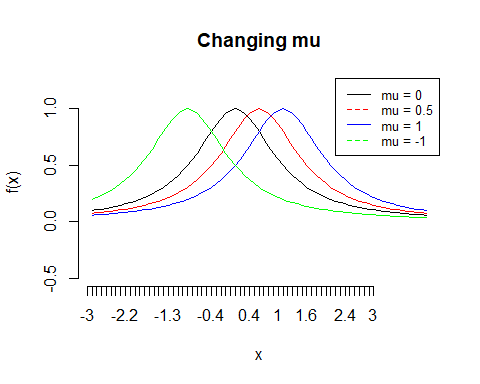 Changing mu
mu = 0
mu = 0.5
mu = 1
mu = -1
1.0
0.5
0.0
-0.5
f(x)
-3 -2.2 -1.3 -0.4 0.4 1 1.6 2.4 3
x